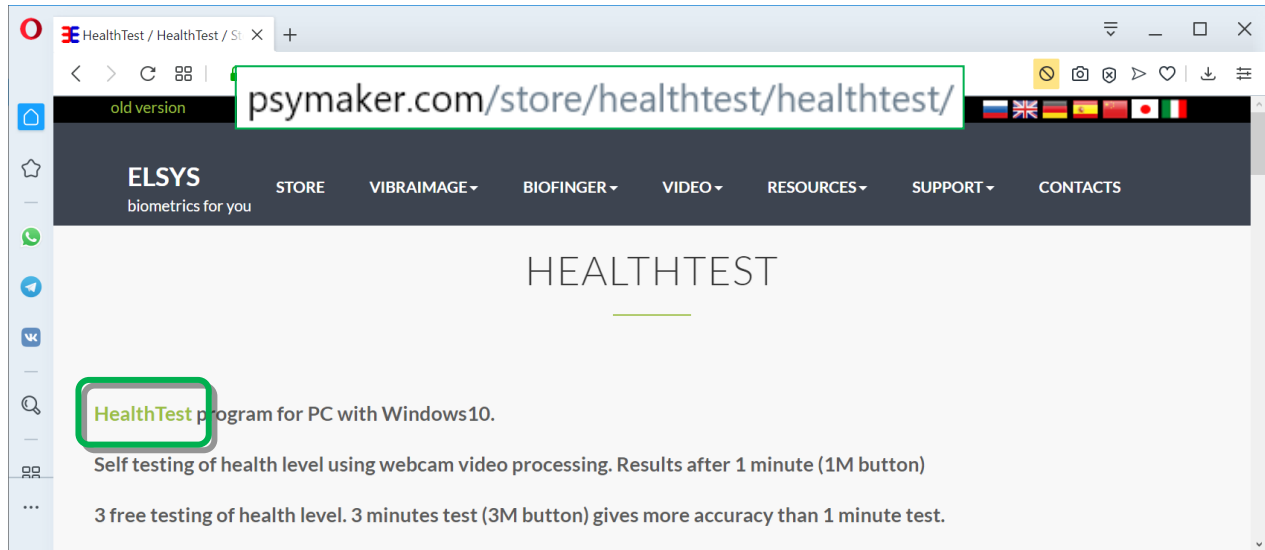 HealthTest / HealthTest / St
old version
psymaker.com/store/healthtest/healthtest/
ELSYS
biometrics for you
STORE VIBRAIMAGE BIOFINGER VIDEO RESOURCES SUPPORT CONTACTS
HEALTHTEST
HealthTest program for PC with Windows10.
Self testing of health level using webcam video processing. Results after 1 minute (1M button)
3 free testing of health level. 3 minutes test (3M button) gives more accuracy than 1 minute test.